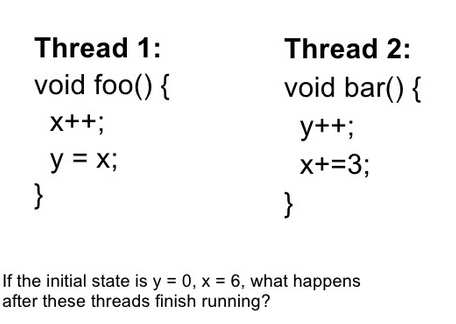 Thread 1:
void foo() {
x++;
y = x;
}
Thread 2:
void bar() {
y++;
x+=3;
}
If the initial state is y = 0, x = 6, what happens
after these threads finish running?